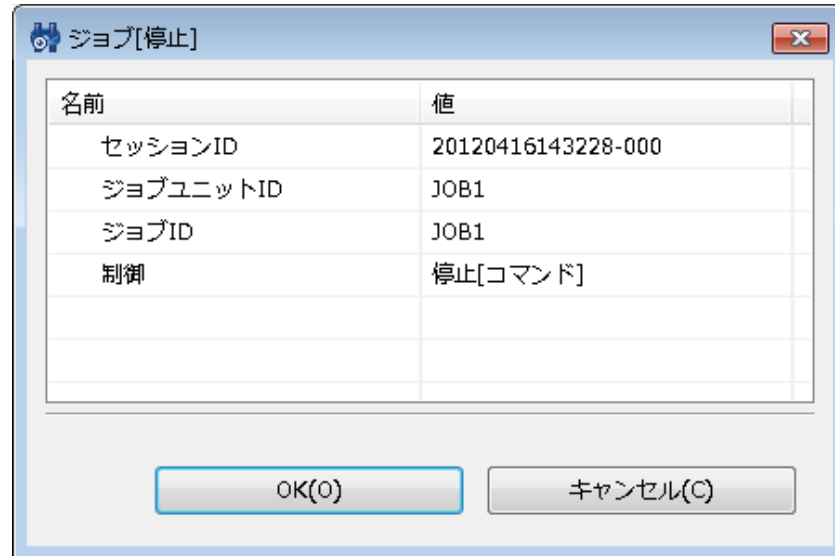 ジョブ[停止]
名前 値
セッションID 20120416143228-000
ジョブユニットID JOB1
ジョブID JOB1
制御 停止[コマンド]
OK(O) キャンセル(C)